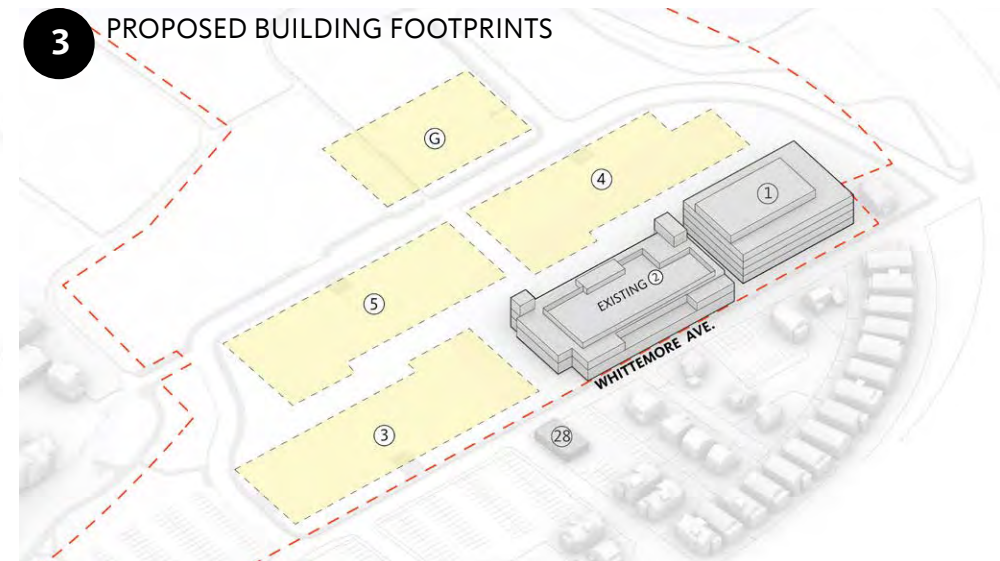 3
PROPOSED BUILDING FOOTPRINTS
G
4
1
EXISTING 2
5
WHITTEMORE AVE.
3
28